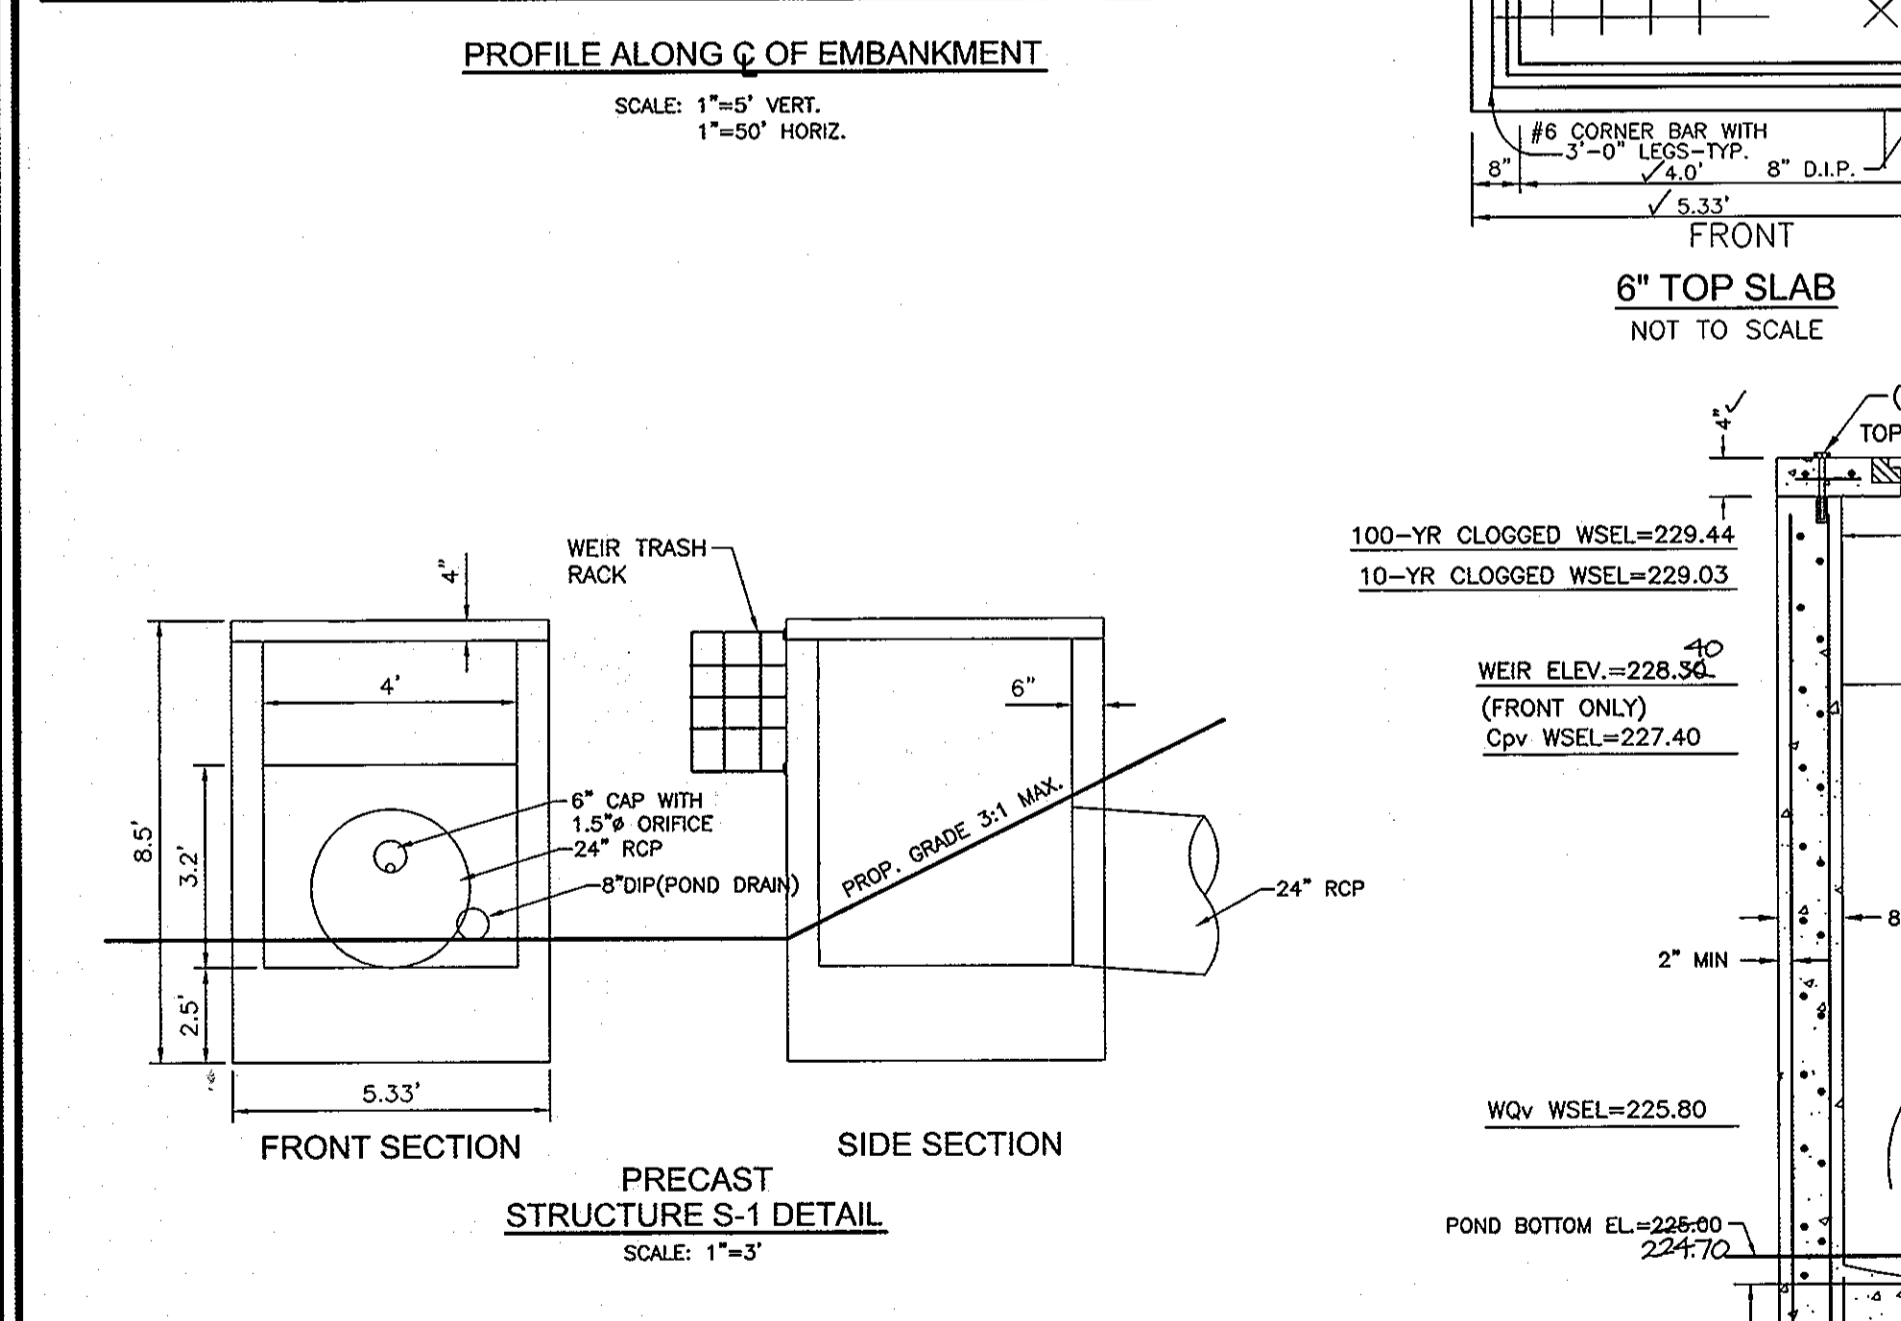 PROFILE ALONG ℄ OF EMBANKMENT
SCALE: 1"=5' VERT.
1"=50' HORIZ.
#6 CORNER BAR WITH
3'-0" LEGS-TYP.
8"
✓4.0'
8" D.I.P.
✓ 5.33'
FRONT
6" TOP SLAB
NOT TO SCALE
4" ✓
TOP
100-YR CLOGGED WSEL=229.44
10-YR CLOGGED WSEL=229.03
40
WEIR ELEV.=228.30
(FRONT ONLY)
Cpv WSEL=227.40
8
2" MIN
WQv WSEL=225.80
POND BOTTOM EL.=225.00
224.70
WEIR TRASH
RACK
4"
4'
6"
8.5'
3.2'
2.5'
6" CAP WITH
1.5"ø ORIFICE
24" RCP
8"DIP(POND DRAIN)
PROP. GRADE 3:1 MAX.
24" RCP
5.33'
FRONT SECTION
SIDE SECTION
PRECAST
STRUCTURE S-1 DETAIL
SCALE: 1"=3'